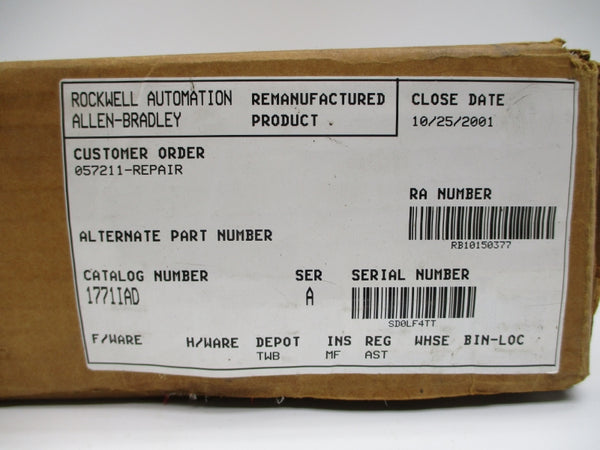 ROCKWELL AUTOMATION REMANUFACTURED CLOSE DATE
ALLEN-BRADLEY PRODUCT 10/25/2001
CUSTOMER ORDER
057211-REPAIR
RA NUMBER
RB10150377
ALTERNATE PART NUMBER
CATALOG NUMBER SER SERIAL NUMBER
1771IAD A
SD0LF4TT
F/WARE H/WARE DEPOT INS REG WHSE BIN-LOC
TWB MF AST